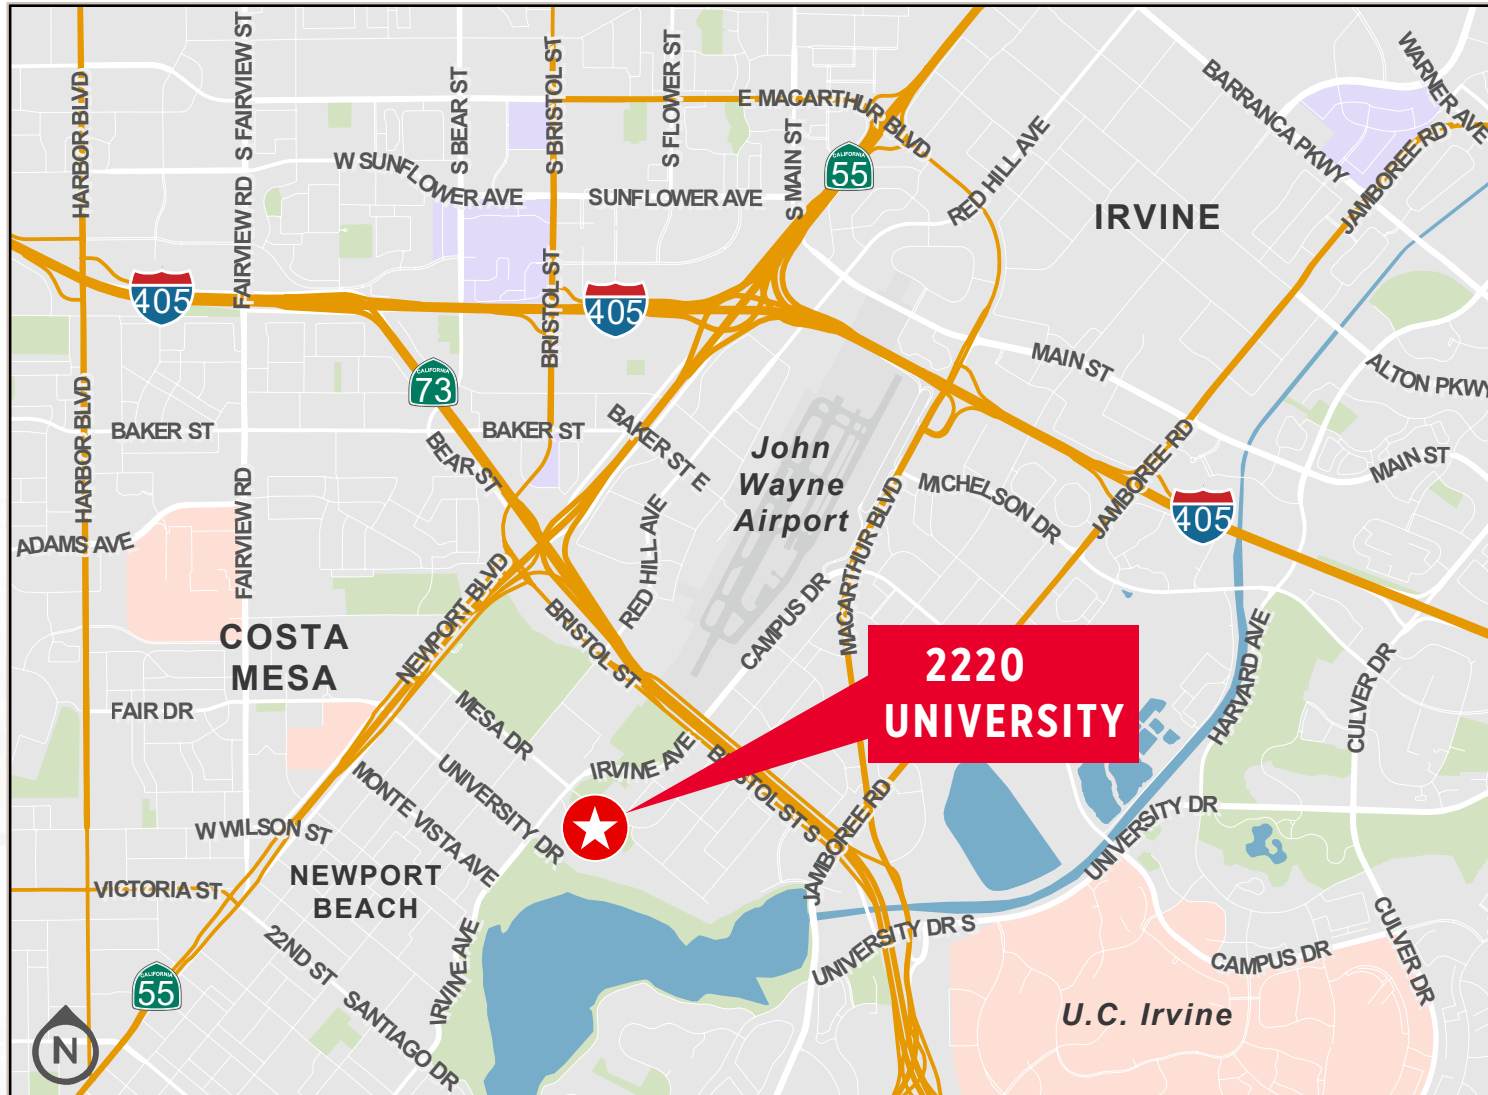 HARBOR BLVD
S FAIRVIEW ST
S BEAR ST
S BRISTOL ST
S FLOWER ST
E MACARTHUR BLVD
S MAIN ST
CALIFORNIA
55
RED HILL AVE
BARRANCA PKWY
WARNER AVE
JAMBOREE RD
IRVINE
W SUNFLOWER AVE
SUNFLOWER AVE
FAIRVIEW RD
BRISTOL ST
405
405
CALIFORNIA
73
MAIN ST
ALTON PKWY
HARBOR BLVD
BAKER ST
BEAR ST
BAKER ST
BAKER ST E
John
Wayne
Airport
MICHELSON DR
JAMBOREE RD
MAIN ST
405
ADAMS AVE
FAIRVIEW RD
RED HILL AVE
MACARTHUR BLVD
NEWPORT BLVD
BRISTOL ST
CAMPUS DR
COSTA
MESA
2220
UNIVERSITY
HARVARD AVE
CULVER DR
FAIR DR
MESA DR
IRVINE AVE
BRISTOL ST S
UNIVERSITY DR
MONTE VISTA AVE
JAMBOREE RD
UNIVERSITY DR
W WILSON ST
VICTORIA ST
NEWPORT
BEACH
22ND ST
SANTIAGO DR
IRVINE AVE
UNIVERSITY DR S
CAMPUS DR
CULVER DR
CALIFORNIA
55
U.C. Irvine
N